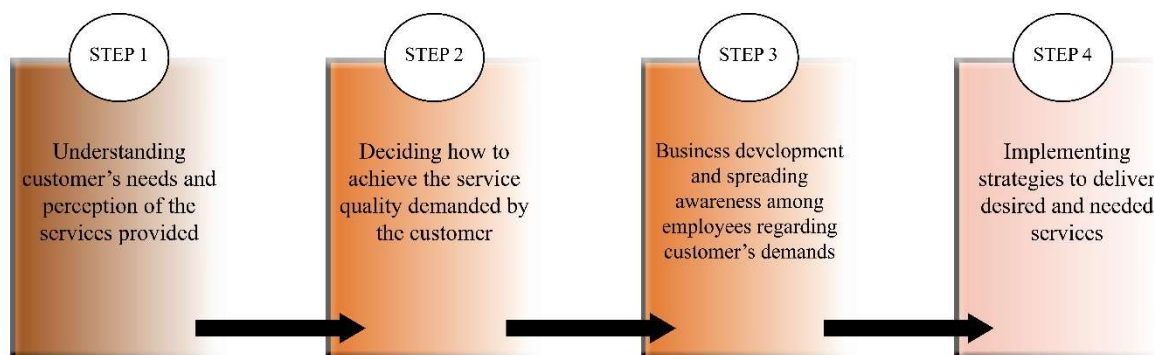 STEP 1
Understanding
customer's needs and
perception of the
services provided
STEP 2
Deciding how to
achieve the service
quality demanded by
the customer
STEP 3
Business development
and spreading
awareness among
employees regarding
customer's demands
STEP 4
Implementing
strategies to deliver
desired and needed
services